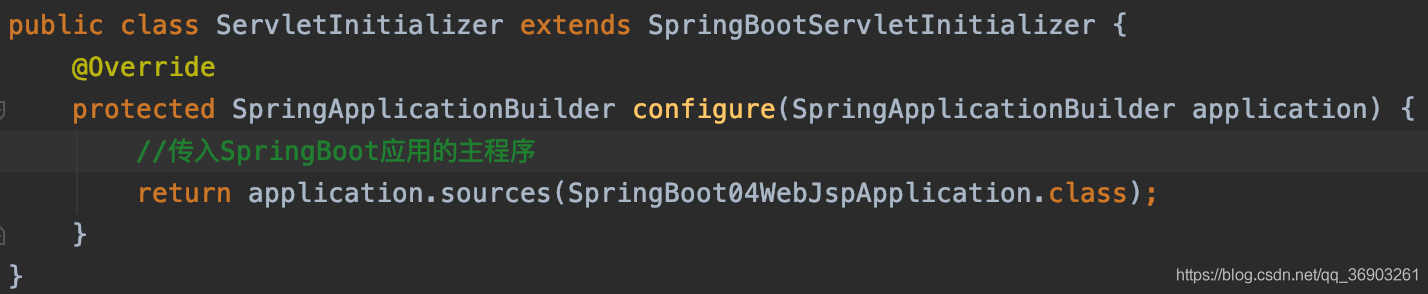 public class ServletInitializer extends SpringBootServletInitializer {
    @Override
    protected SpringApplicationBuilder configure(SpringApplicationBuilder application) {
        //传入SpringBoot应用的主程序
        return application.sources(SpringBoot04WebJspApplication.class);
    }
}
https://blog.csdn.net/qq_36903261